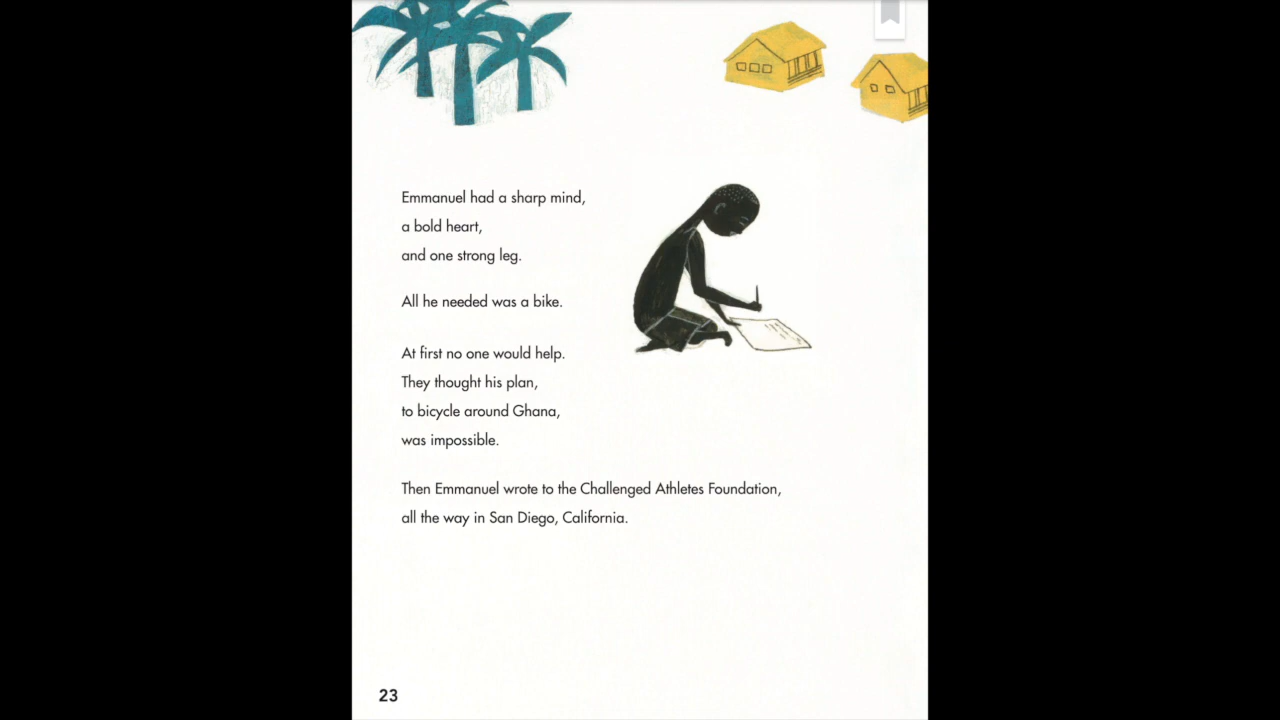 Emmanuel had a sharp mind,
a bold heart,
and one strong leg.
All he needed was a bike.
At first no one would help.
They thought his plan,
to bicycle around Ghana,
was impossible.
Then Emmanuel wrote to the Challenged Athletes Foundation,
all the way in San Diego, California.
23